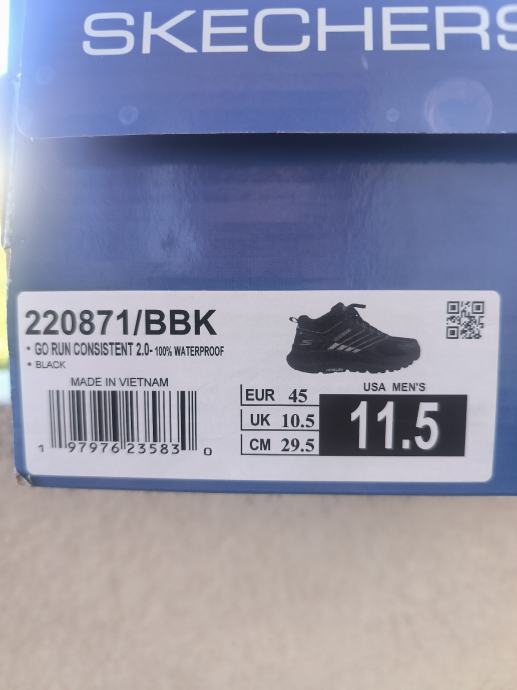 SKECHERS
220871/BBK
• GO RUN CONSISTENT 2.0- 100% WATERPROOF
• BLACK
MADE IN VIETNAM
1 97976 23583 0
EUR 45
UK 10.5
CM 29.5
USA MEN'S
11.5